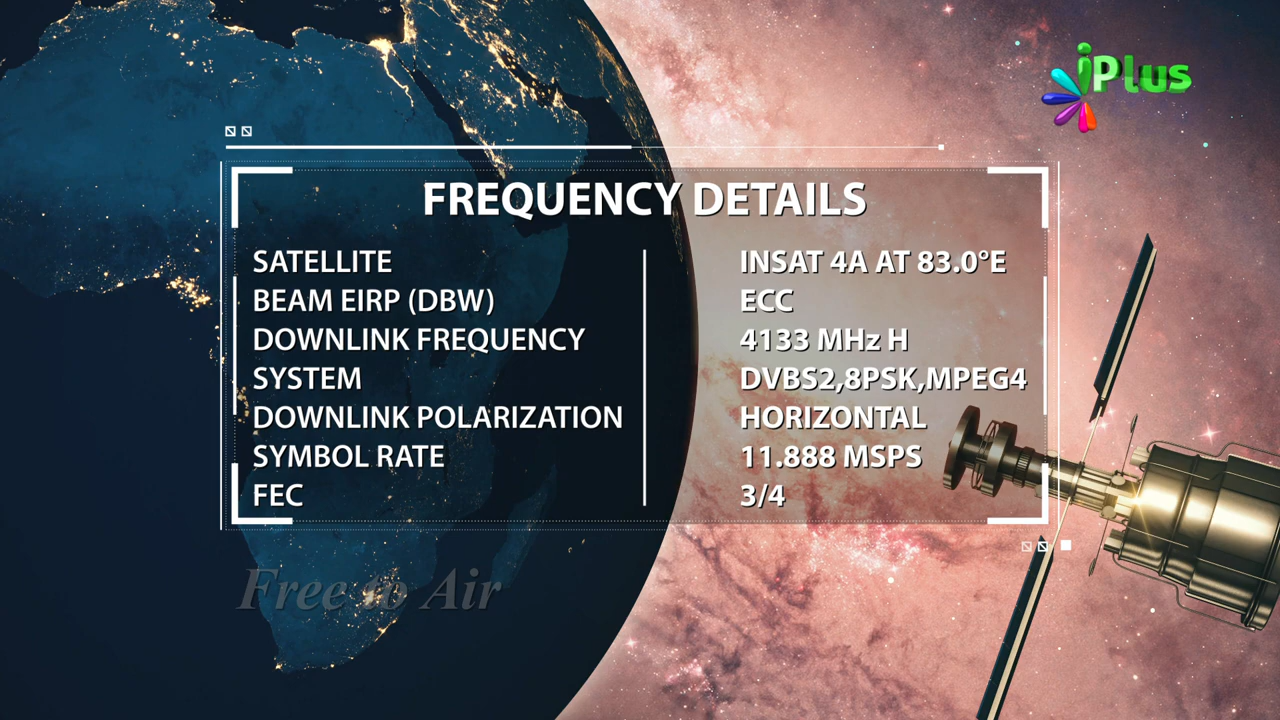 iPlus
FREQUENCY DETAILS
SATELLITE INSAT 4A AT 83.0°E
BEAM EIRP (DBW) ECC
DOWNLINK FREQUENCY 4133 MHz H
SYSTEM DVBS2,8PSK,MPEG4
DOWNLINK POLARIZATION HORIZONTAL
SYMBOL RATE 11.888 MSPS
FEC 3/4
Free to Air